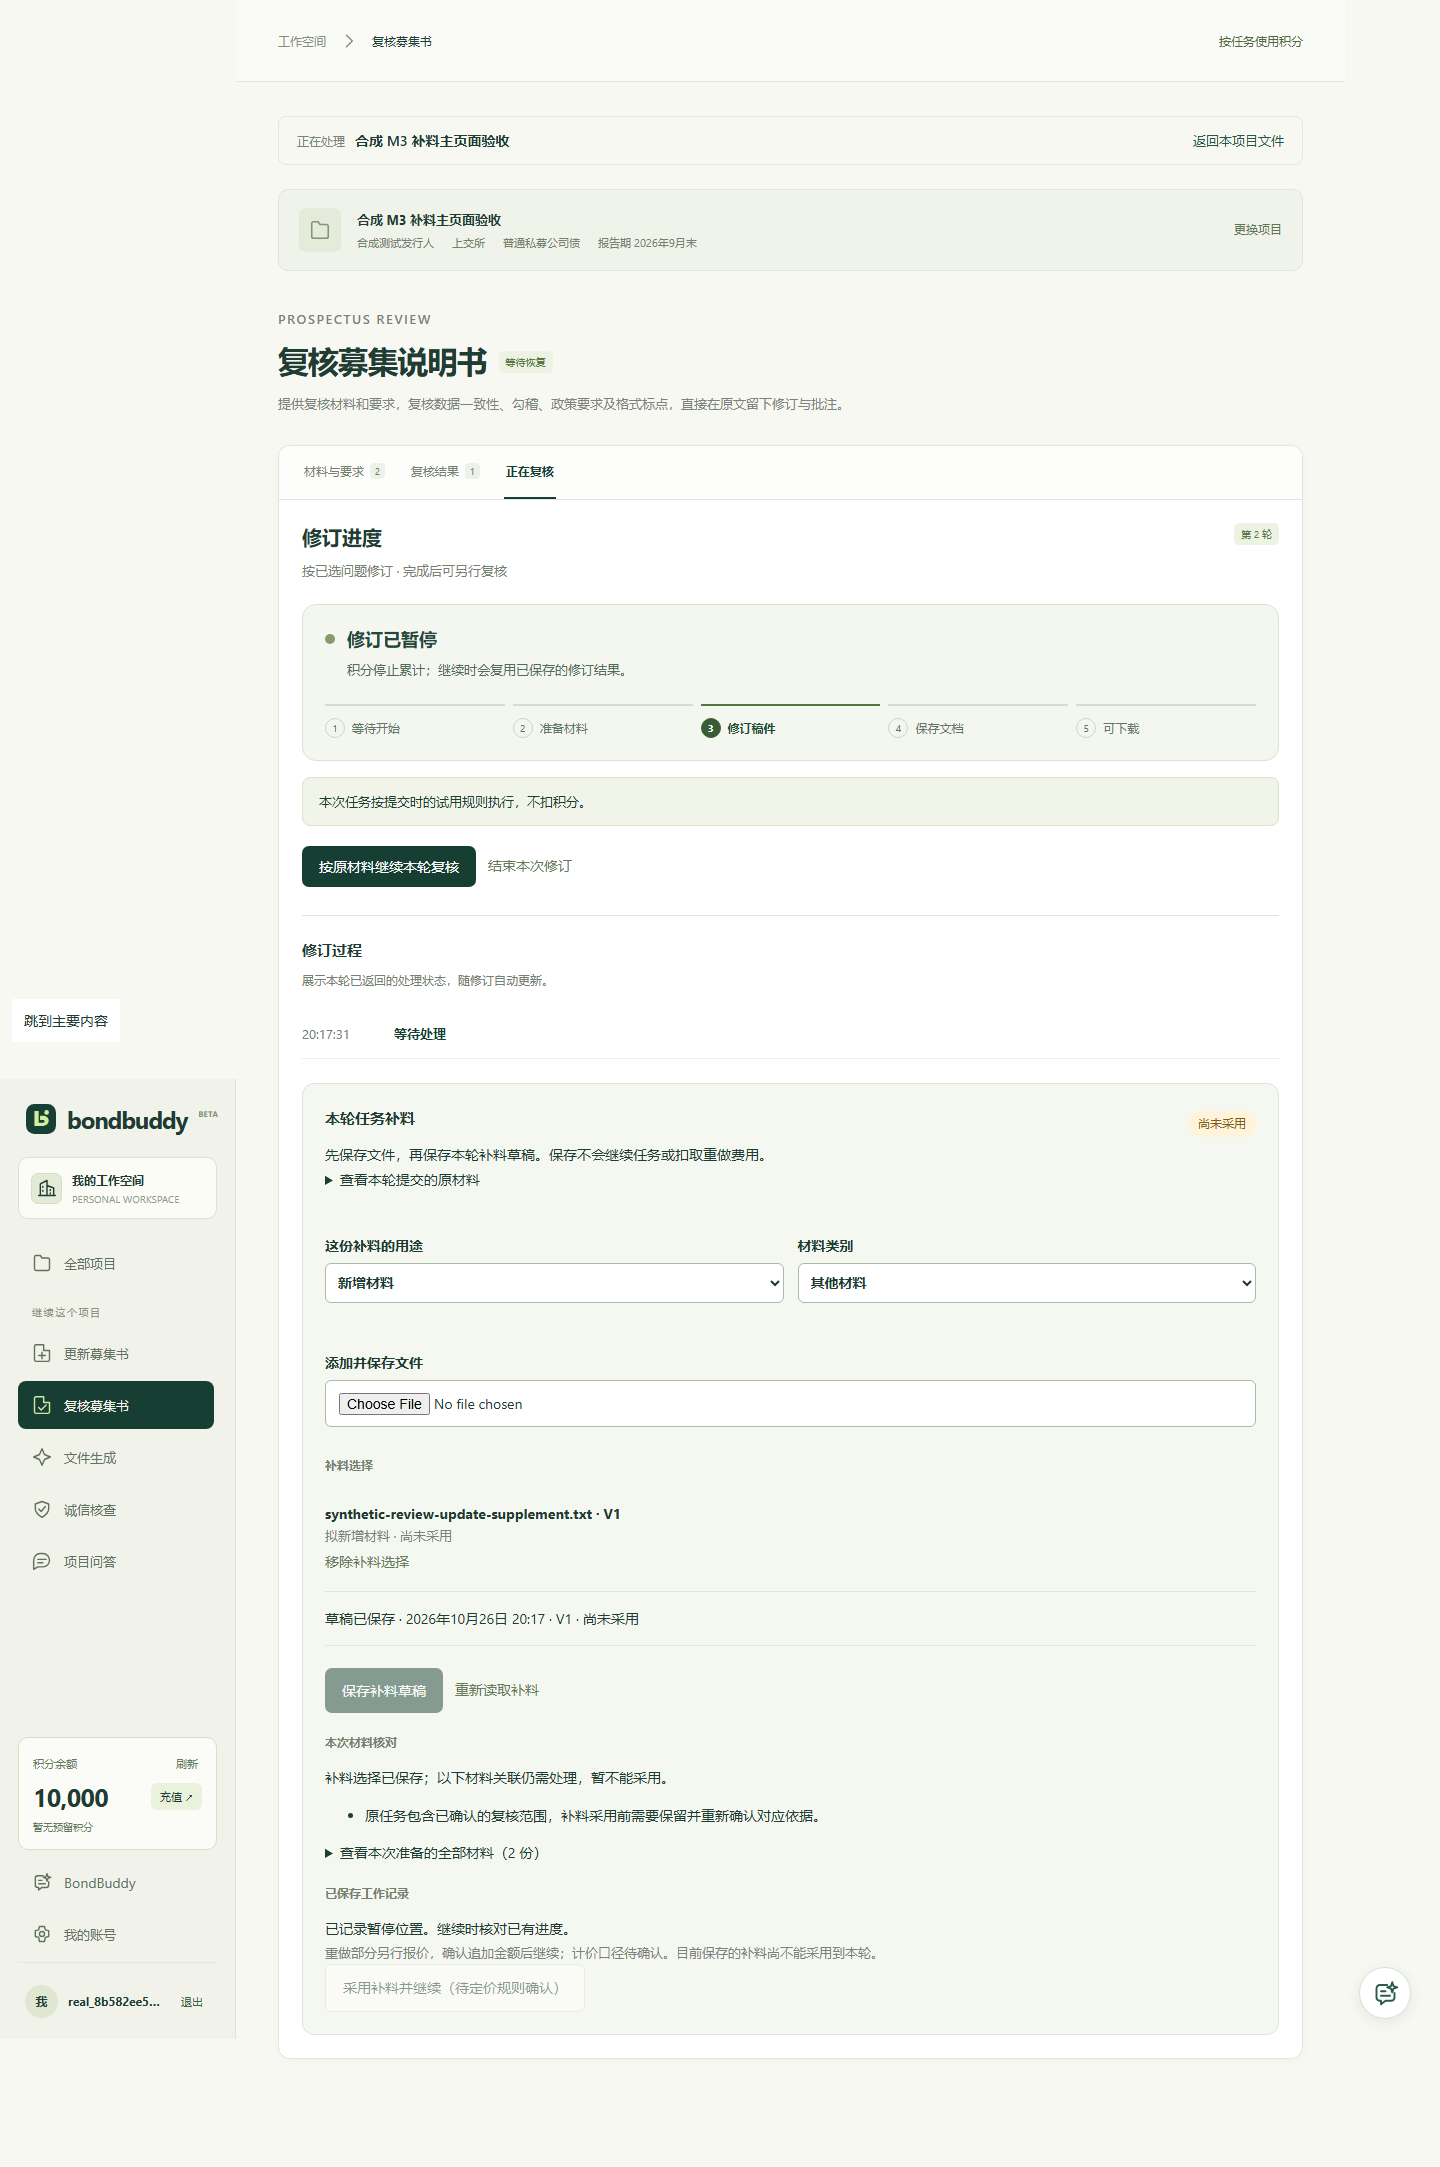 工作空间 > 复核募集书
按任务使用积分
正在处理 合成 M3 补料主页面验收
返回本项目文件
合成 M3 补料主页面验收
合成测试发行人 上交所 普通私募公司债 报告期 2026年9月末
更换项目
PROSPECTUS REVIEW
复核募集说明书 等待恢复
提供复核材料和要求，复核数据一致性、勾稽、政策要求及格式标点，直接在原文留下修订与批注。
材料与要求 2 复核结果 1 正在复核
修订进度
第 2 轮
按已选问题修订 · 完成后可另行复核
修订已暂停
积分停止累计；继续时会复用已保存的修订结果。
1 等待开始 2 准备材料 3 修订稿件 4 保存文档 5 可下载
本次任务按提交时的试用规则执行，不扣积分。
按原材料继续本轮复核 结束本次修订
修订过程
展示本轮已返回的处理状态，随修订自动更新。
20:17:31 等待处理
本轮任务补料
尚未采用
先保存文件，再保存本轮补料草稿。保存不会继续任务或扣取重做费用。
▶ 查看本轮提交的原材料
这份补料的用途 材料类别
新增材料 其他材料
添加并保存文件
Choose File No file chosen
补料选择
synthetic-review-update-supplement.txt · V1
拟新增材料 · 尚未采用
移除补料选择
草稿已保存 · 2026年10月26日 20:17 · V1 · 尚未采用
保存补料草稿 重新读取补料
本次材料核对
补料选择已保存；以下材料关联仍需处理，暂不能采用。
• 原任务包含已确认的复核范围，补料采用前需要保留并重新确认对应依据。
▶ 查看本次准备的全部材料（2 份）
已保存工作记录
已记录暂停位置。继续时核对已有进度。
重做部分另行报价，确认追加金额后继续；计价口径待确认。目前保存的补料尚不能采用到本轮。
采用补料并继续（待定价规则确认）
跳到主要内容
bondbuddy BETA
我的工作空间
PERSONAL WORKSPACE
全部项目
继续这个项目
更新募集书
复核募集书
文件生成
诚信核查
项目问答
积分余额 刷新
10,000 充值 ↗
暂无预留积分
BondBuddy
我的账号
我 real_8b582ee5... 退出